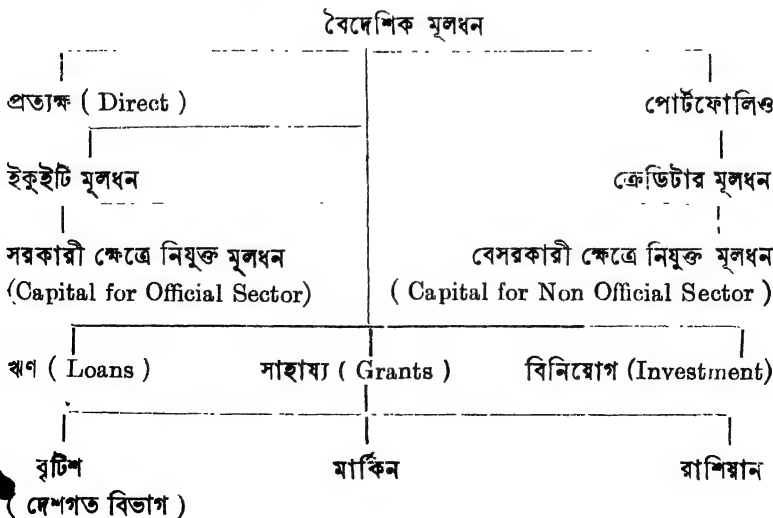 বৈদেশিক মূলধন
প্রত্যক্ষ ( Direct ) পোর্টফোলিও
ইকুইটি মূলধন ক্রেডিটার মূলধন
সরকারী ক্ষেত্রে নিযুক্ত মূলধন বেসরকারী ক্ষেত্রে নিযুক্ত মূলধন
(Capital for Official Sector) ( Capital for Non Official Sector )
ঋণ ( Loans ) সাহায্য ( Grants ) বিনিয়োগ (Investment)
বৃটিশ মার্কিন রাশিয়ান
( দেশগত বিভাগ )